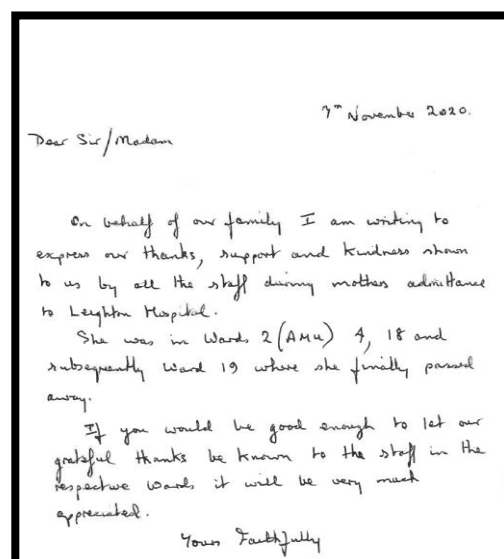 7th November 2020.
Dear Sir/Madam
On behalf of our family I am writing to
express our thanks, support and kindness shown
to us by all the staff during mothers admittance
to Leighton Hospital.
She was in Wards 2 (AMU) 4, 18 and
subsequently Ward 19 where she finally passed
away.
If you would be good enough to let our
grateful thanks be known to the staff in the
respective wards it will be very much
appreciated.
Yours Faithfully